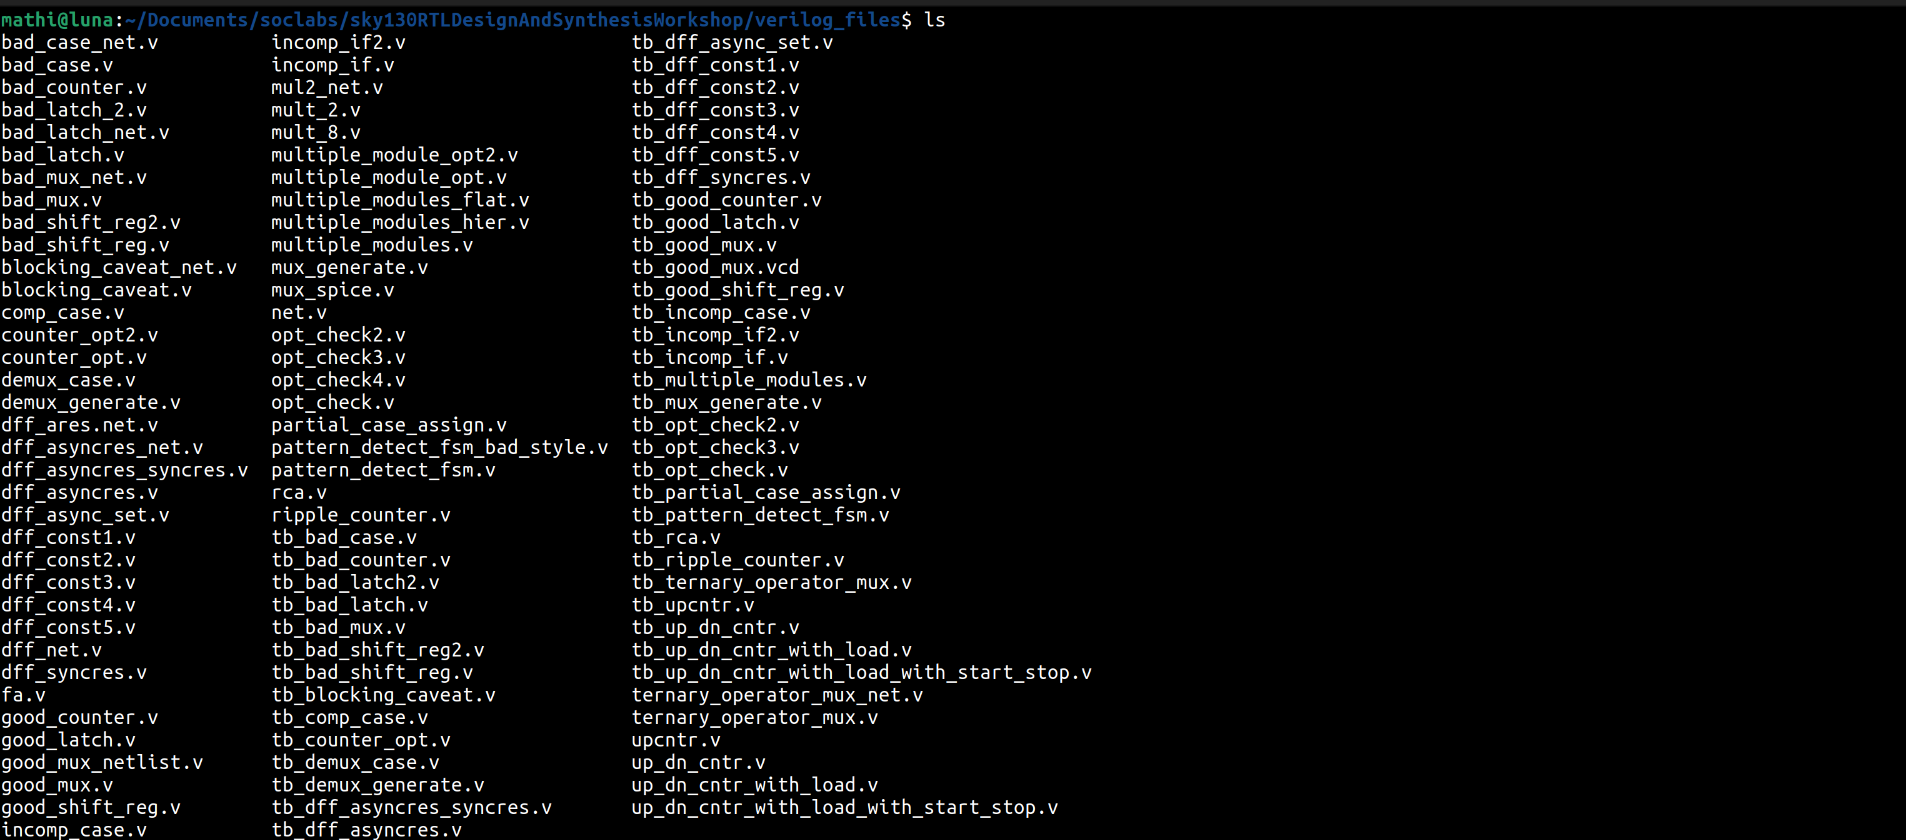 mathi@luna:~/Documents/soclabs/sky130RTLDesignAndSynthesisWorkshop/verilog_files$ ls
bad_case_net.v incomp_if2.v tb_dff_async_set.v
bad_case.v incomp_if.v tb_dff_const1.v
bad_counter.v mul2_net.v tb_dff_const2.v
bad_latch_2.v mult_2.v tb_dff_const3.v
bad_latch_net.v mult_8.v tb_dff_const4.v
bad_latch.v multiple_module_opt2.v tb_dff_const5.v
bad_mux_net.v multiple_module_opt.v tb_dff_syncres.v
bad_mux.v multiple_modules_flat.v tb_good_counter.v
bad_shift_reg2.v multiple_modules_hier.v tb_good_latch.v
bad_shift_reg.v multiple_modules.v tb_good_mux.v
blocking_caveat_net.v mux_generate.v tb_good_mux.vcd
blocking_caveat.v mux_spice.v tb_good_shift_reg.v
comp_case.v net.v tb_incomp_case.v
counter_opt2.v opt_check2.v tb_incomp_if2.v
counter_opt.v opt_check3.v tb_incomp_if.v
demux_case.v opt_check4.v tb_multiple_modules.v
demux_generate.v opt_check.v tb_mux_generate.v
dff_ares.net.v partial_case_assign.v tb_opt_check2.v
dff_asyncres_net.v pattern_detect_fsm_bad_style.v tb_opt_check3.v
dff_asyncres_syncres.v pattern_detect_fsm.v tb_opt_check.v
dff_asyncres.v rca.v tb_partial_case_assign.v
dff_async_set.v ripple_counter.v tb_pattern_detect_fsm.v
dff_const1.v tb_bad_case.v tb_rca.v
dff_const2.v tb_bad_counter.v tb_ripple_counter.v
dff_const3.v tb_bad_latch2.v tb_ternary_operator_mux.v
dff_const4.v tb_bad_latch.v tb_upcntr.v
dff_const5.v tb_bad_mux.v tb_up_dn_cntr.v
dff_net.v tb_bad_shift_reg2.v tb_up_dn_cntr_with_load.v
dff_syncres.v tb_bad_shift_reg.v tb_up_dn_cntr_with_load_with_start_stop.v
fa.v tb_blocking_caveat.v ternary_operator_mux_net.v
good_counter.v tb_comp_case.v ternary_operator_mux.v
good_latch.v tb_counter_opt.v upcntr.v
good_mux_netlist.v tb_demux_case.v up_dn_cntr.v
good_mux.v tb_demux_generate.v up_dn_cntr_with_load.v
good_shift_reg.v tb_dff_asyncres_syncres.v up_dn_cntr_with_load_with_start_stop.v
incomp_case.v tb_dff_asyncres.v